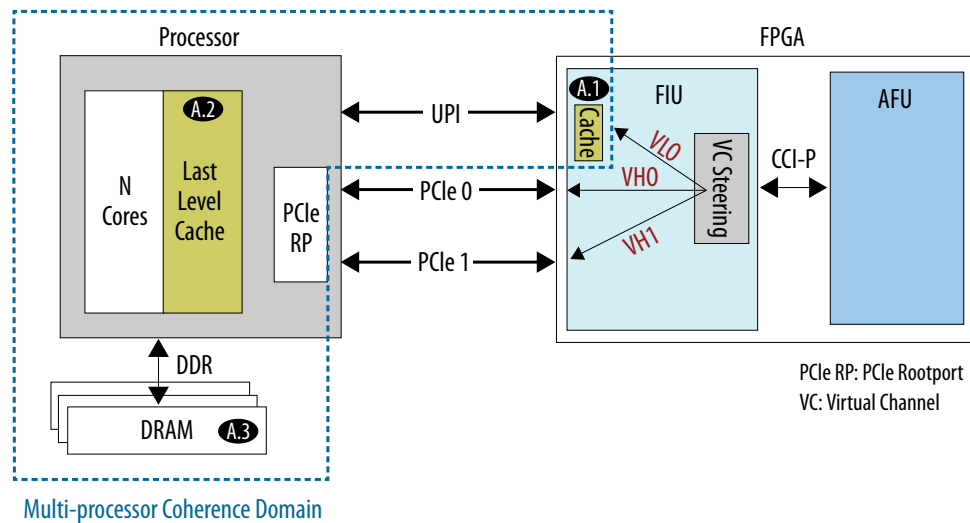 Processor
FPGA
A.2
N
Cores
Last
Level
Cache
PCIe
RP
UPI
PCIe 0
PCIe 1
A.1
Cache
FIU
VL0
VH0
VH1
VC Steering
CCI-P
AFU
DDR
DRAM
A.3
PCIe RP: PCIe Rootport
VC: Virtual Channel
Multi-processor Coherence Domain